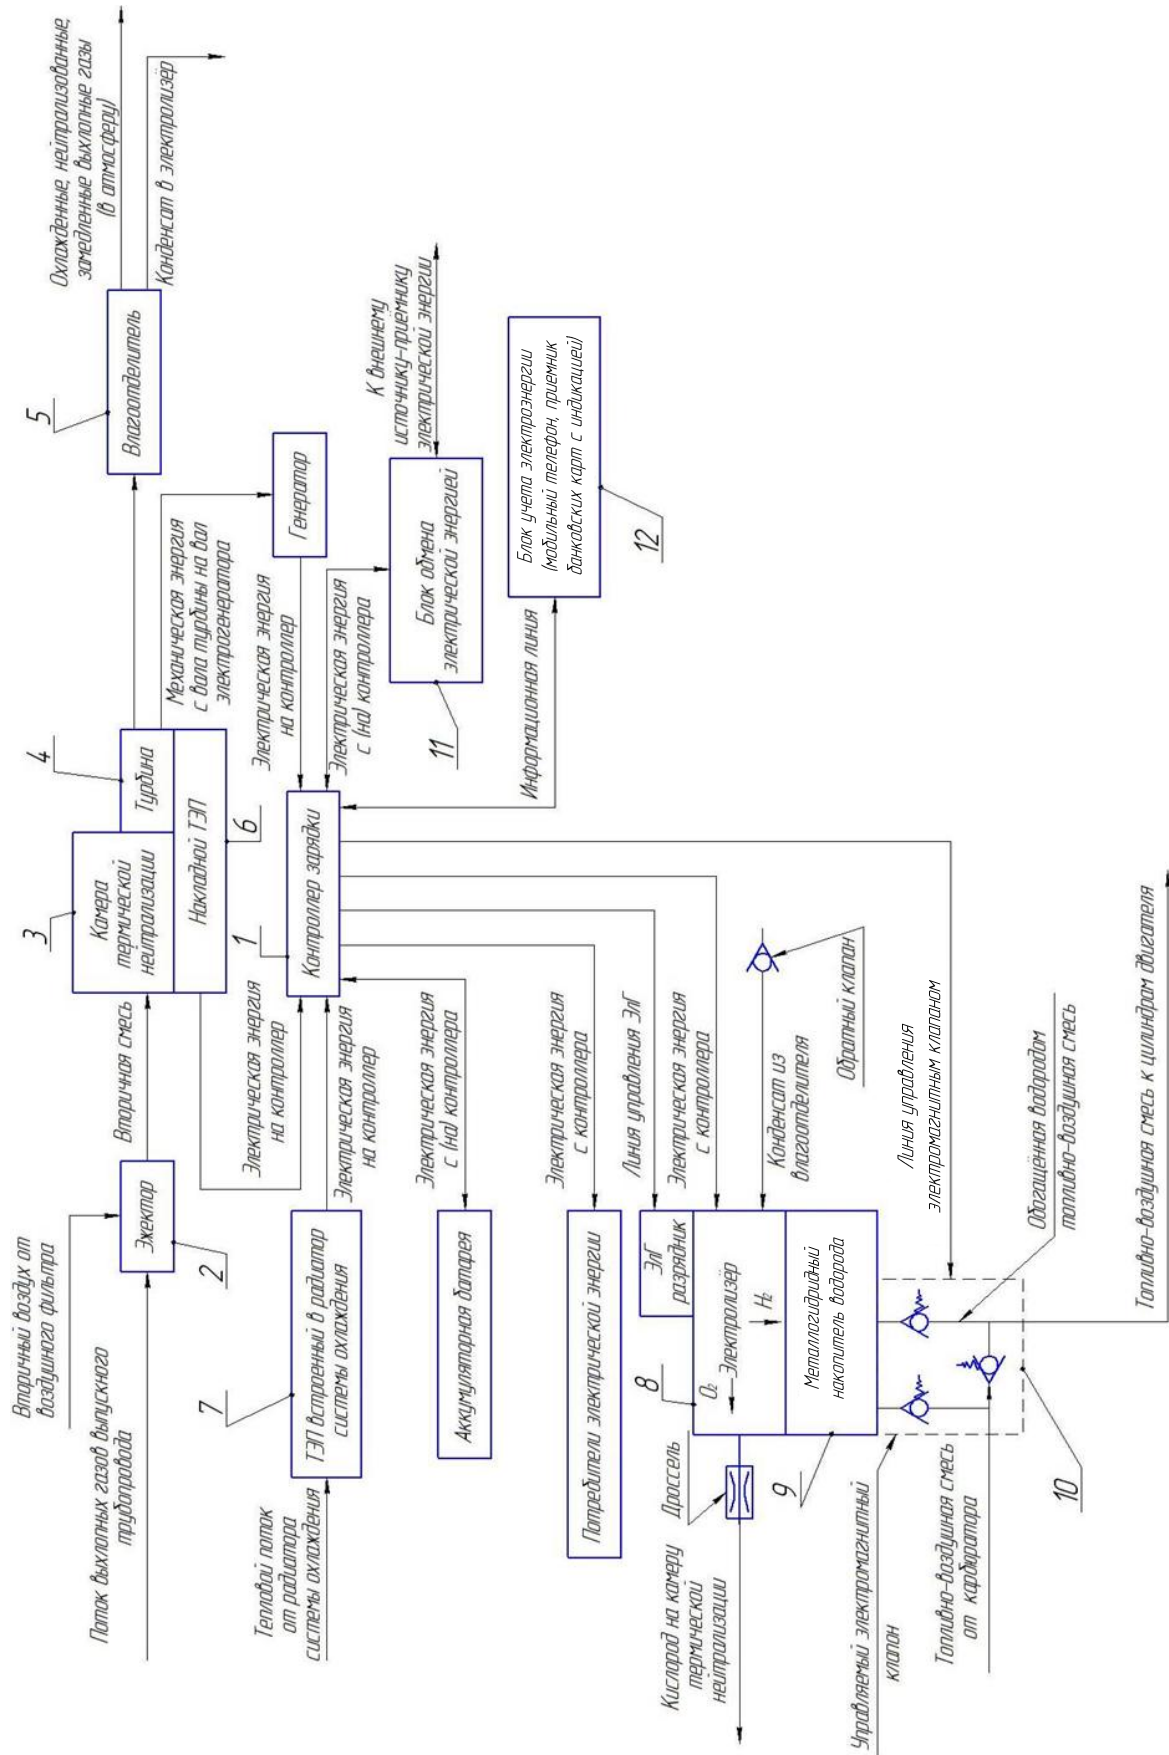 Поток выхлопных газов выпускного
трубопровода
Вторичный воздух от
воздушного фильтра
Эжектор
2
Вторичная смесь
3
Камера
термической
нейтрализации
4
Турбина
Накладной ТЭП
6
5
Влагоотделитель
Охлажденные, нейтрализованные,
замедленные выхлопные газы
(в атмосферу)
Конденсат в электролизёр
Механическая энергия
с вала турбины на вал
электрогенератора
Генератор
Электрическая энергия
на контроллер
Тепловой поток
от радиатора
системы охлаждения
7
ТЭП встроенный в радиатор
системы охлаждения
Электрическая энергия
на контроллер
Электрическая энергия
на контроллер
1
Контроллер зарядки
Электрическая энергия
с (на) контроллера
Блок обмена
электрической энергией
11
К внешнему
источнику-приёмнику
электрической энергии
Аккумуляторная батарея
Электрическая энергия
с (на) контроллера
Информационная линия
Блок учета электроэнергии
(мобильный телефон, приемник
банковских карт с индикацией)
12
Потребители электрической энергии
Электрическая энергия
с контроллера
Линия управления ЭлГ
ЭлГ
разрядник
Электрическая энергия
с контроллера
8
O₂
Электролизёр
H₂
Дроссель
Кислород на камеру
термической
нейтрализации
Конденсат из
влагоотделителя
Обратный клапан
9
Металлогидридный
накопитель водорода
Линия управления
электромагнитным клапаном
Управляемый электромагнитный
клапан
Топливно-воздушная смесь
от карбюратора
10
Обогащённая водородом
топливно-воздушная смесь
Топливно-воздушная смесь к цилиндрам двигателя